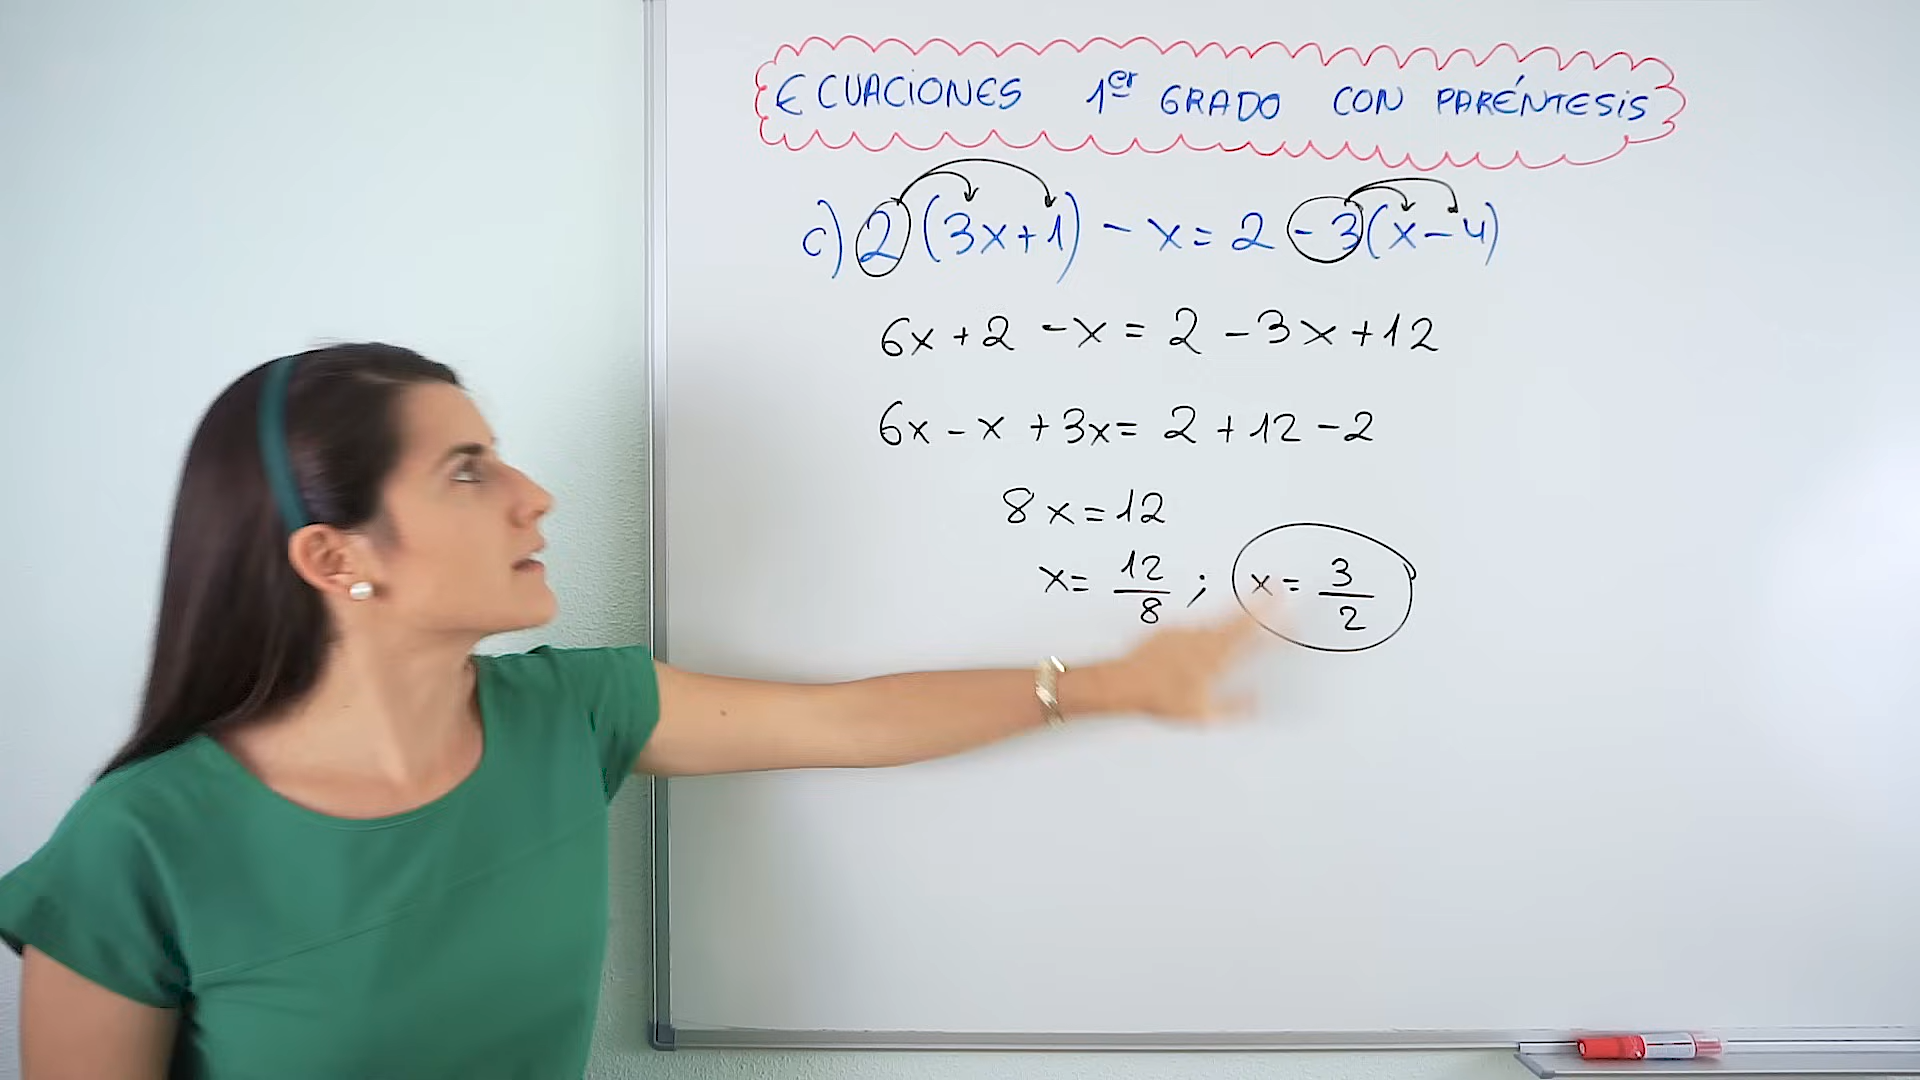 ECUACIONES 1er GRADO CON PARÉNTESIS
c) 2(3x+1) - x = 2 - 3(x - 4)
6x + 2 - x = 2 - 3x + 12
6x - x + 3x = 2 + 12 - 2
8x = 12
x = 12/8 ; x = 3/2